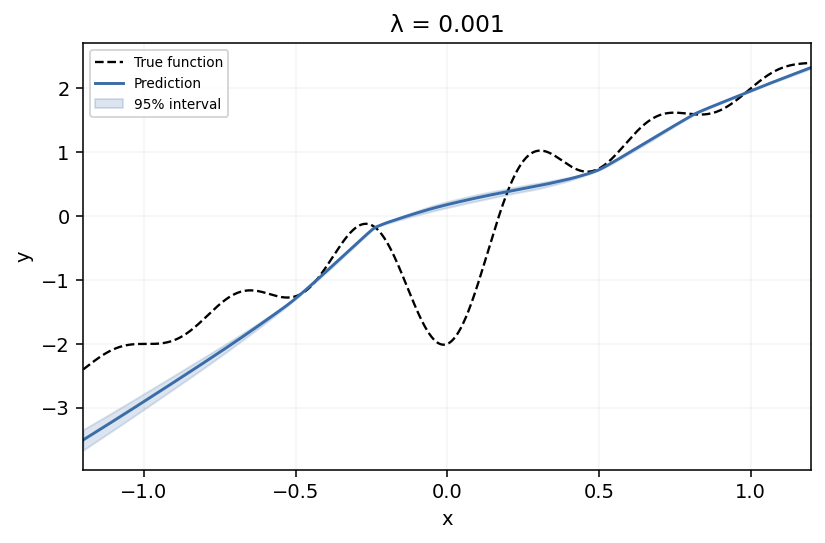 λ = 0.001
True function
Prediction
95% interval
y
2
1
0
−1
−2
−3
−1.0 −0.5 0.0 0.5 1.0
x